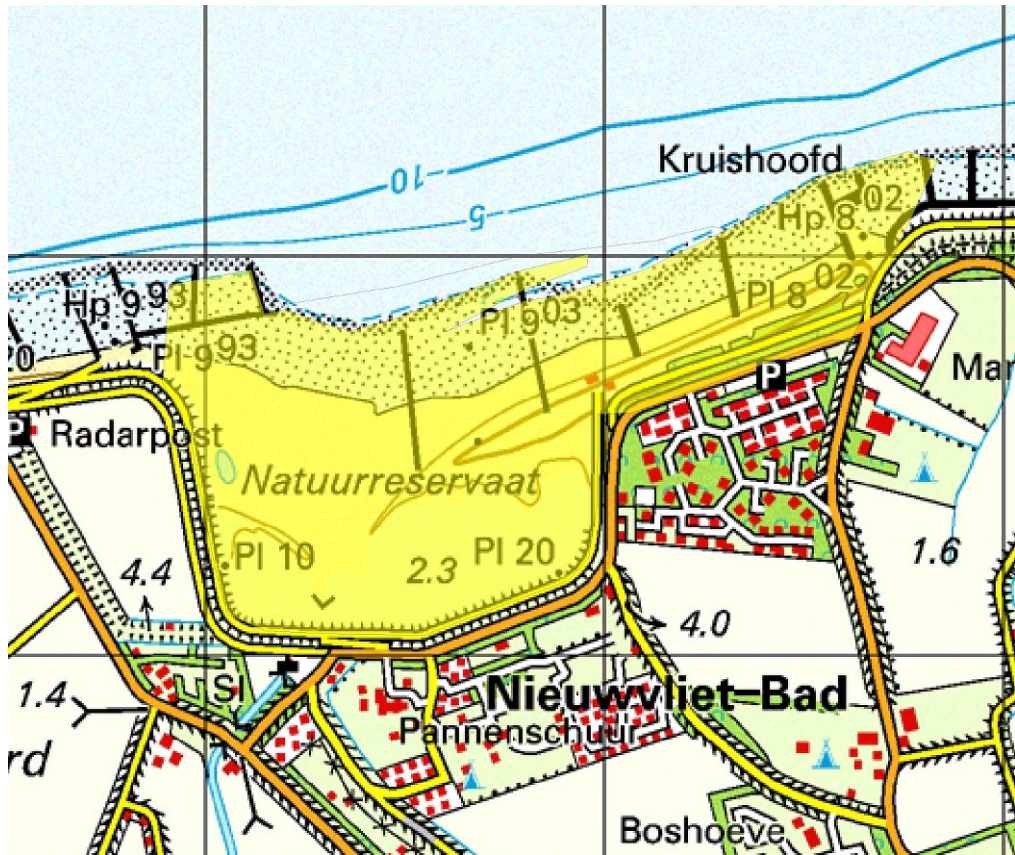 Kruishoofd
10
5
02
Hp 8
02
Pl 8
93
Hp 9
03
Pl 9
93
Pl 9
20
P
Mar
P
Radarpost
Natuurreservaat
Pl 10
2.3
Pl 20
1.6
4.4
4.0
1.4
Sl
Nieuwvliet–Bad
Pannenschuur
rd
Boshoeve